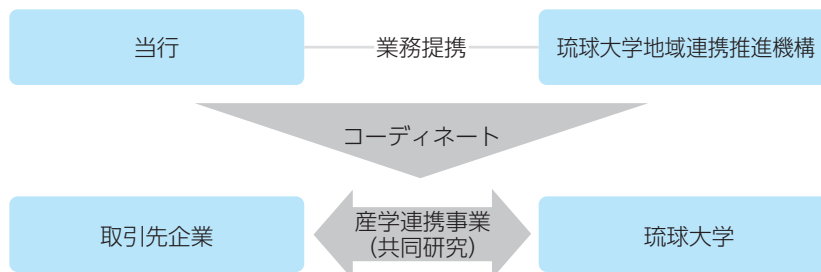 当行
業務提携
琉球大学地域連携推進機構
コーディネート
取引先企業
産学連携事業
(共同研究)
琉球大学